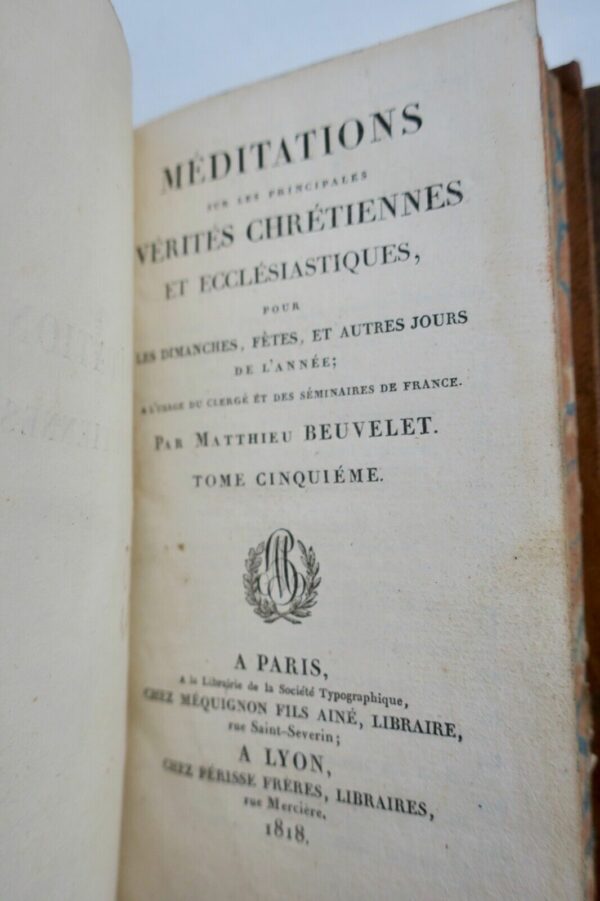 MÉDITATIONS
SUR LES PRINCIPALES
VÉRITÉS CHRÉTIENNES
ET ECCLÉSIASTIQUES,
POUR
LES DIMANCHES, FÊTES, ET AUTRES JOURS
DE L'ANNÉE;
A L'USAGE DU CLERGÉ ET DES SÉMINAIRES DE FRANCE.
PAR MATTHIEU BEUVELET.
TOME CINQUIÉME.
A PARIS,
A la Librairie de la Société Typographique,
CHEZ MÉQUIGNON FILS AINÉ, LIBRAIRE,
rue Saint-Severin;
A LYON,
CHEZ PÉRISSE FRÈRES, LIBRAIRES,
rue Mercière.
1818.